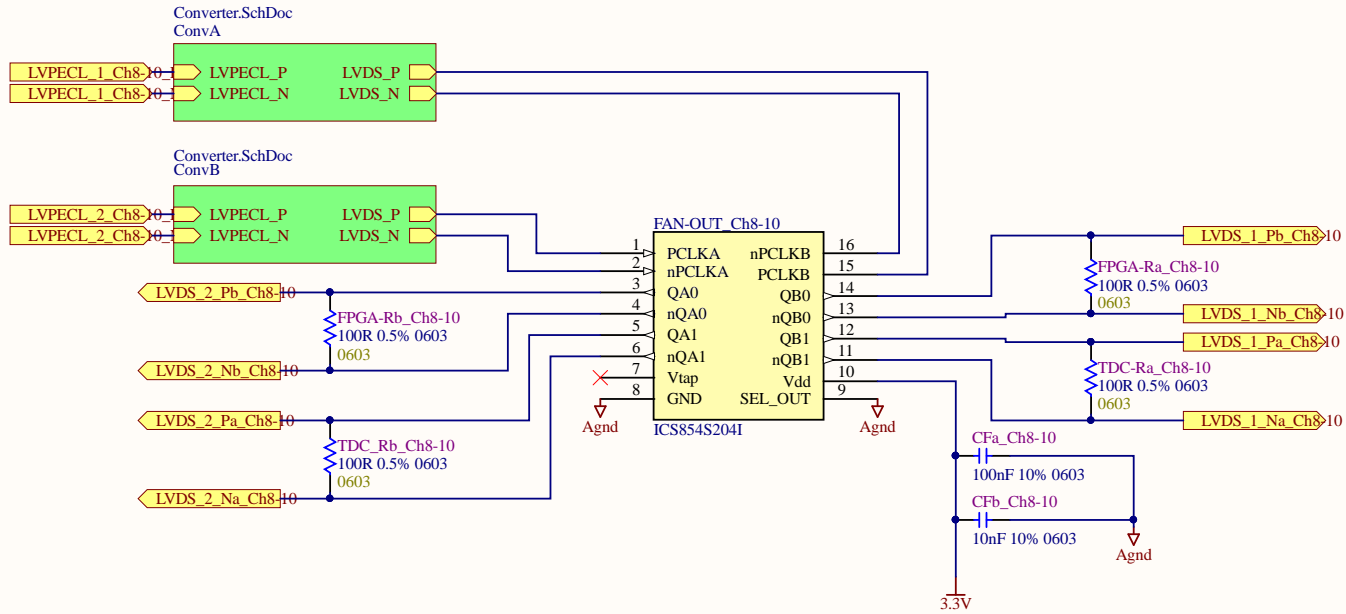 Converter.SchDoc
ConvA
LVPECL_1_Ch8-10_
LVPECL_P
LVDS_P
LVPECL_1_Ch8-10_
LVPECL_N
LVDS_N
Converter.SchDoc
ConvB
LVPECL_2_Ch8-10_
LVPECL_P
LVDS_P
LVPECL_2_Ch8-10_
LVPECL_N
LVDS_N
FAN-OUT_Ch8-10
1 PCLKA nPCLKB 16
2 nPCLKA PCLKB 15
3 QA0 QB0 14
4 nQA0 nQB0 13
5 QA1 QB1 12
6 nQA1 nQB1 11
7 Vtap Vdd 10
8 GND SEL_OUT 9
ICS854S204I
Agnd
Agnd
LVDS_2_Pb_Ch8-10
FPGA-Rb_Ch8-10
100R 0.5% 0603
0603
LVDS_2_Nb_Ch8-10
LVDS_2_Pa_Ch8-10
TDC_Rb_Ch8-10
100R 0.5% 0603
0603
LVDS_2_Na_Ch8-10
LVDS_1_Pb_Ch8-10
FPGA-Ra_Ch8-10
100R 0.5% 0603
0603
LVDS_1_Nb_Ch8-10
LVDS_1_Pa_Ch8-10
TDC-Ra_Ch8-10
100R 0.5% 0603
0603
LVDS_1_Na_Ch8-10
CFa_Ch8-10
100nF 10% 0603
CFb_Ch8-10
10nF 10% 0603
Agnd
3.3V